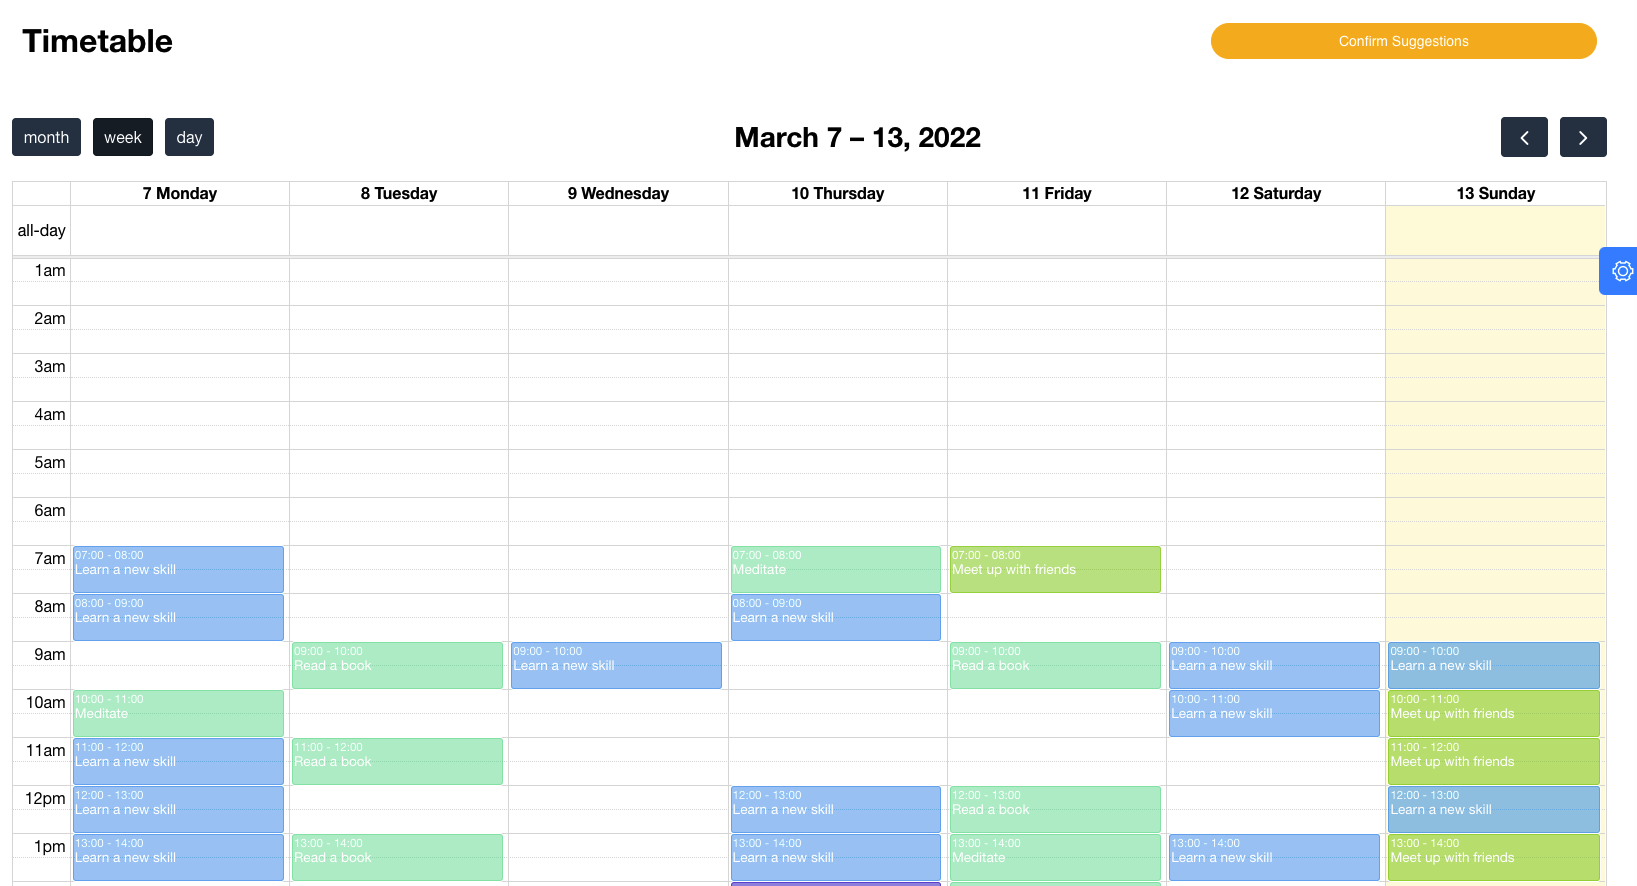 Timetable
Confirm Suggestions
month week day
March 7 – 13, 2022
7 Monday 8 Tuesday 9 Wednesday 10 Thursday 11 Friday 12 Saturday 13 Sunday
all-day
1am
2am
3am
4am
5am
6am
7am
07:00 - 08:00
Learn a new skill
07:00 - 08:00
Meditate
07:00 - 08:00
Meet up with friends
8am
08:00 - 09:00
Learn a new skill
08:00 - 09:00
Learn a new skill
9am
09:00 - 10:00
Read a book
09:00 - 10:00
Learn a new skill
09:00 - 10:00
Read a book
09:00 - 10:00
Learn a new skill
09:00 - 10:00
Learn a new skill
10am
10:00 - 11:00
Meditate
10:00 - 11:00
Learn a new skill
10:00 - 11:00
Meet up with friends
11am
11:00 - 12:00
Learn a new skill
11:00 - 12:00
Read a book
11:00 - 12:00
Meet up with friends
12pm
12:00 - 13:00
Learn a new skill
12:00 - 13:00
Learn a new skill
12:00 - 13:00
Read a book
12:00 - 13:00
Learn a new skill
1pm
13:00 - 14:00
Learn a new skill
13:00 - 14:00
Read a book
13:00 - 14:00
Learn a new skill
13:00 - 14:00
Meditate
13:00 - 14:00
Learn a new skill
13:00 - 14:00
Meet up with friends